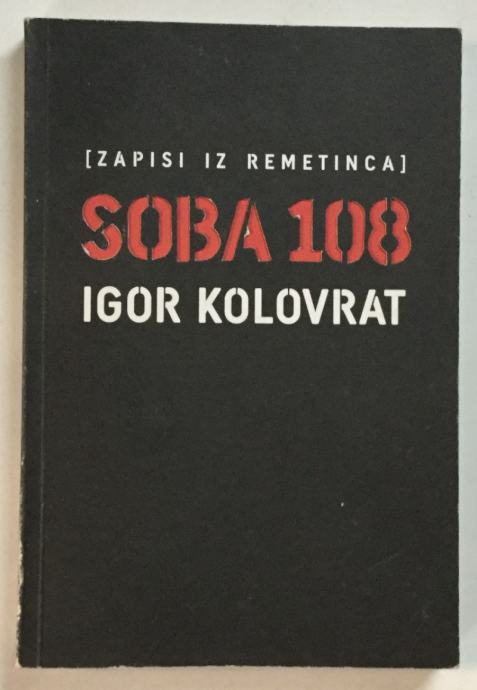 [ZAPISI IZ REMETINCA]
SOBA 108
IGOR KOLOVRAT